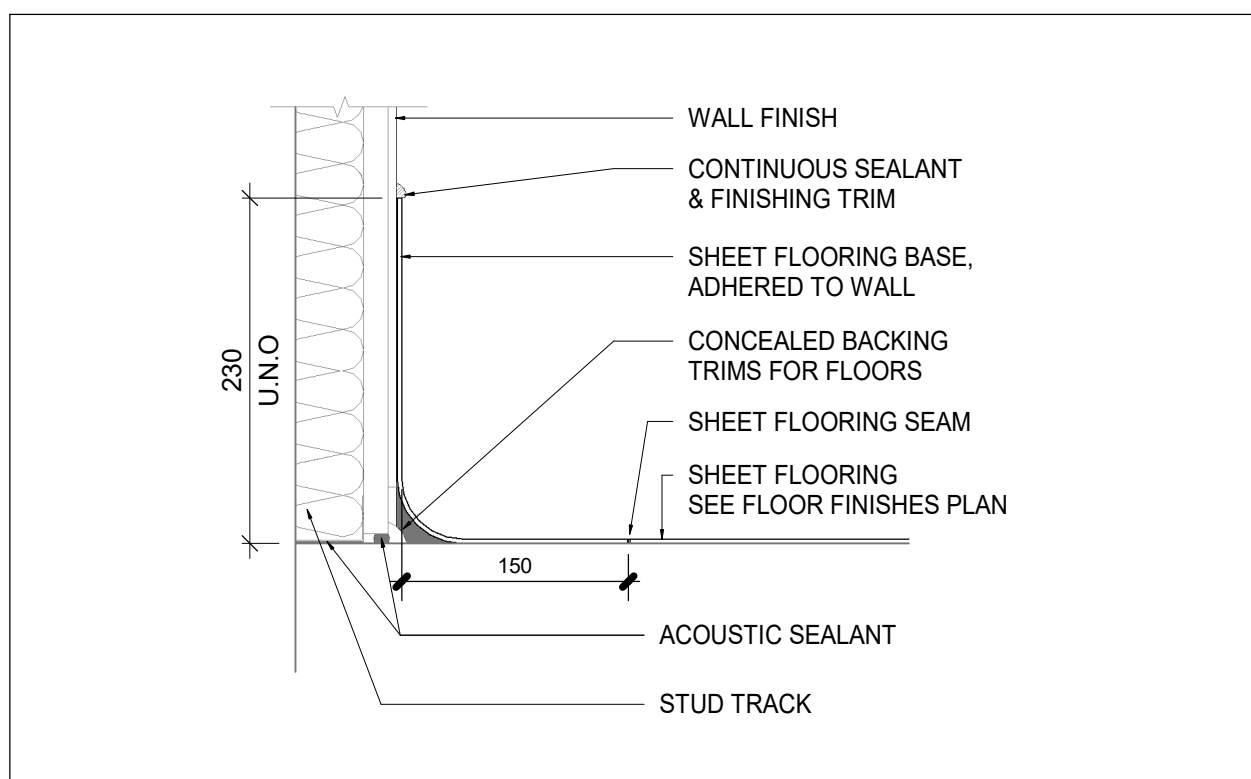 WALL FINISH
CONTINUOUS SEALANT
& FINISHING TRIM
SHEET FLOORING BASE,
ADHERED TO WALL
CONCEALED BACKING
TRIMS FOR FLOORS
SHEET FLOORING SEAM
SHEET FLOORING
SEE FLOOR FINISHES PLAN
230
U.N.O
150
ACOUSTIC SEALANT
STUD TRACK